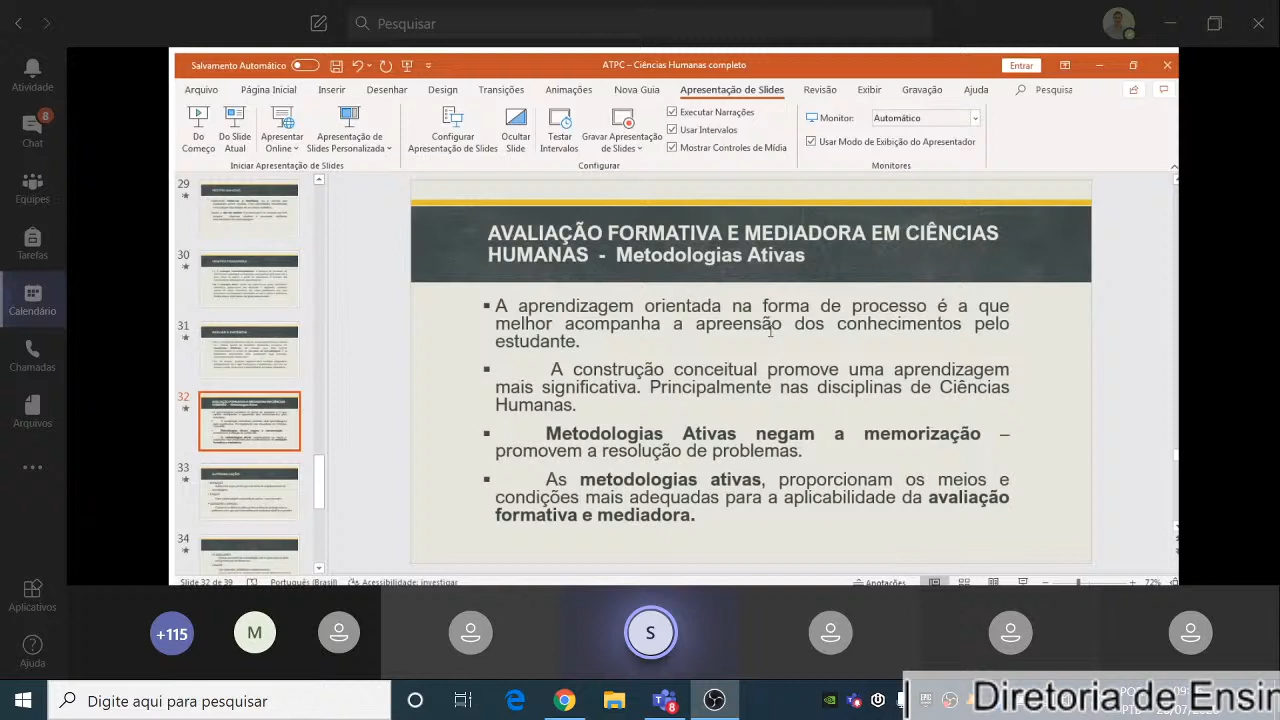 Pesquisar
Salvamento Automático
ATPC – Ciências Humanas completo
Entrar
Arquivo Página Inicial Inserir Desenhar Design Transições Animações Nova Guia Apresentação de Slides Revisão Exibir Gravação Ajuda Pesquisa
Do Começo
Do Slide Atual
Apresentar Online
Apresentação de Slides Personalizada
Configurar Apresentação de Slides
Ocultar Slide
Testar Intervalos
Gravar Apresentação de Slides
Executar Narrações
Usar Intervalos
Mostrar Controles de Mídia
Monitor: Automático
Usar Modo de Exibição do Apresentador
Iniciar Apresentação de Slides
Configurar
Monitores
Atividade
8
Chat
Equipes
Tarefas
Calendário
Chamadas
Arquivos
Aplicativos
Ajuda
29
30
31
32
33
34
AVALIAÇÃO FORMATIVA E MEDIADORA EM CIÊNCIAS
HUMANAS - Metodologias Ativas
▪ A aprendizagem orientada na forma de processo é a que
melhor acompanha a apreensão dos conhecimentos pelo
estudante.
▪ A construção conceitual promove uma aprendizagem
mais significativa. Principalmente nas disciplinas de Ciências
Humanas.
Metodologias Ativas negam a memorização –
promovem a resolução de problemas.
As metodologias ativas, proporcionam os meios e
condições mais adequadas para a aplicabilidade da avaliação
formativa e mediadora.
Slide 32 de 39 Português (Brasil) Acessibilidade: investigar
Anotações
72%
+115
M
S
Digite aqui para pesquisar
8
Diretoria de Ensin